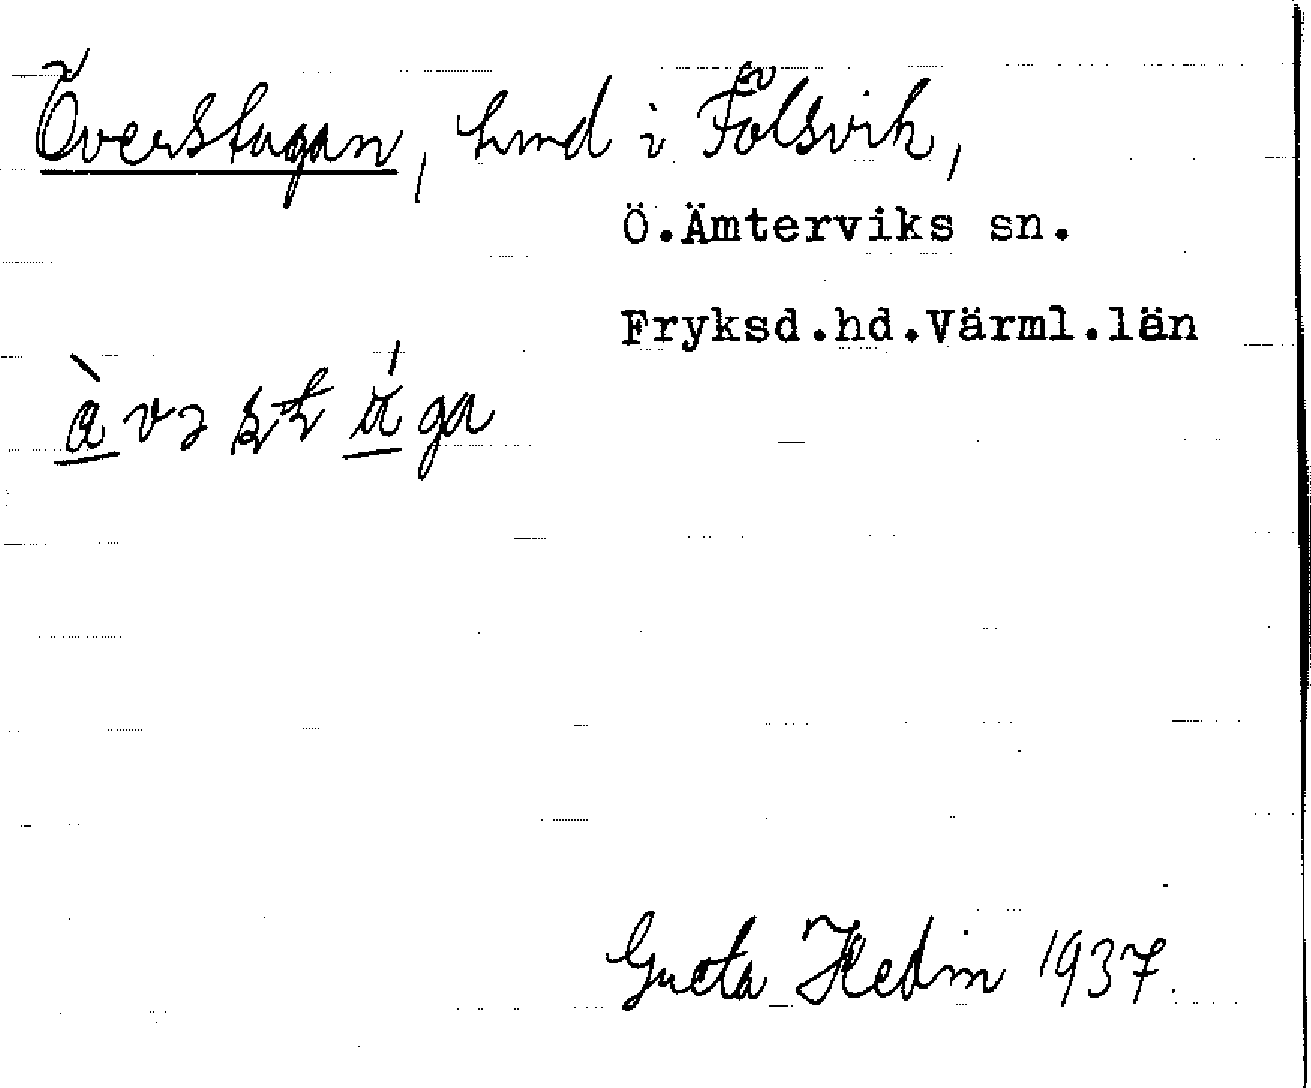 Överstugan, hmd i Fölsvik,
Ö.Ämterviks sn.
Fryksd.hd.Värml.län
Greta Hedin 1937.